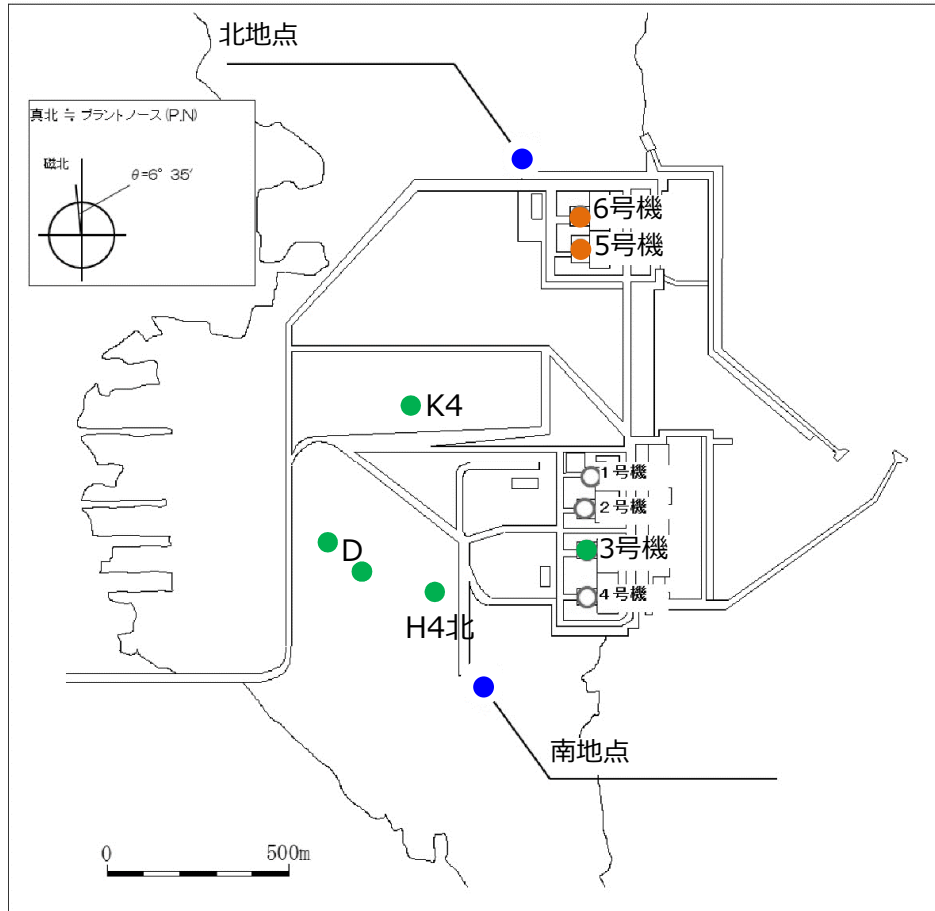 北地点
真北 ≒ プラントノース (P.N)
磁北
θ=6° 35′
6号機
5号機
K4
1号機
2号機
3号機
D
4号機
H4北
南地点
0
500m